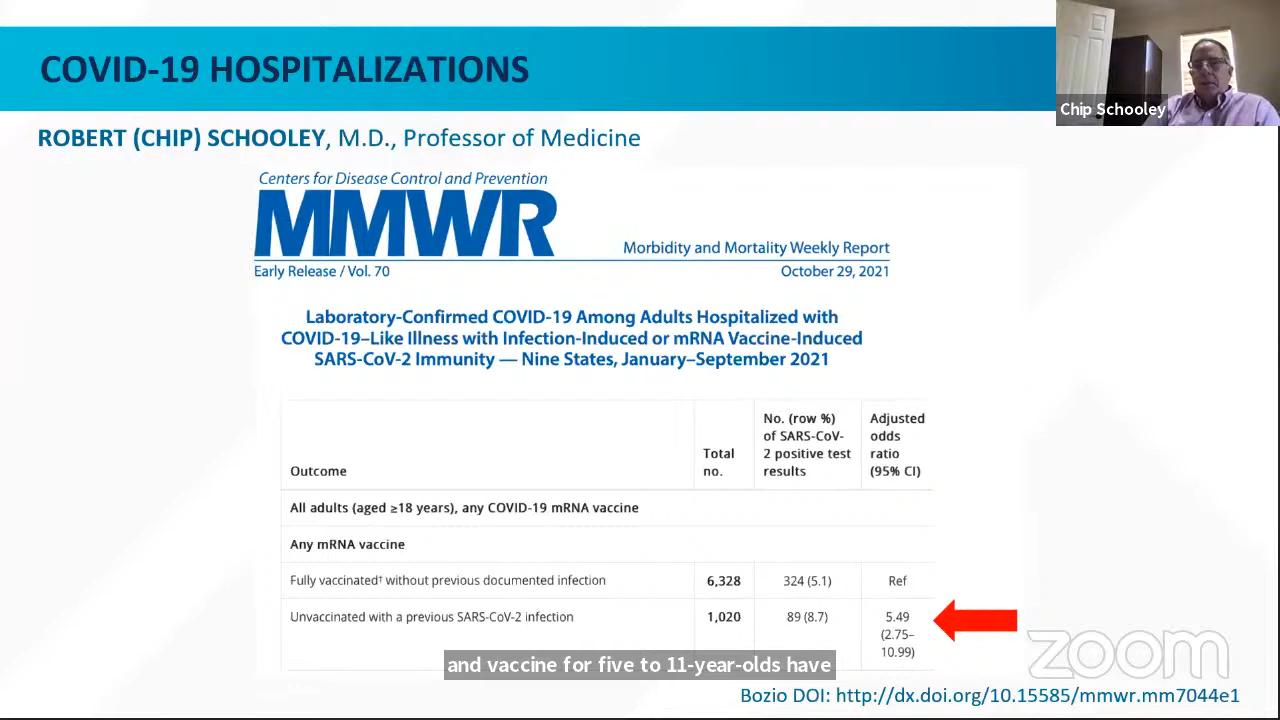 COVID-19 HOSPITALIZATIONS
Chip Schooley
ROBERT (CHIP) SCHOOLEY, M.D., Professor of Medicine
Centers for Disease Control and Prevention
MMWR
Morbidity and Mortality Weekly Report
Early Release / Vol. 70
October 29, 2021
Laboratory-Confirmed COVID-19 Among Adults Hospitalized with
COVID-19–Like Illness with Infection-Induced or mRNA Vaccine-Induced
SARS-CoV-2 Immunity — Nine States, January–September 2021
Outcome
Total
no.
No. (row %)
of SARS-CoV-
2 positive test
results
Adjusted
odds
ratio
(95% CI)
All adults (aged ≥18 years), any COVID-19 mRNA vaccine
Any mRNA vaccine
Fully vaccinated† without previous documented infection
6,328
324 (5.1)
Ref
Unvaccinated with a previous SARS-CoV-2 infection
1,020
89 (8.7)
5.49
(2.75–
10.99)
zoom
and vaccine for five to 11-year-olds have
Bozio DOI: http://dx.doi.org/10.15585/mmwr.mm7044e1